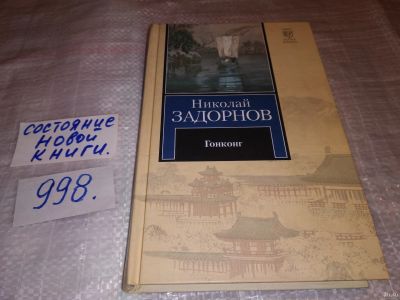 состояние
новой
книги.
998.
Николай
ЗАДОРНОВ
Гонконг